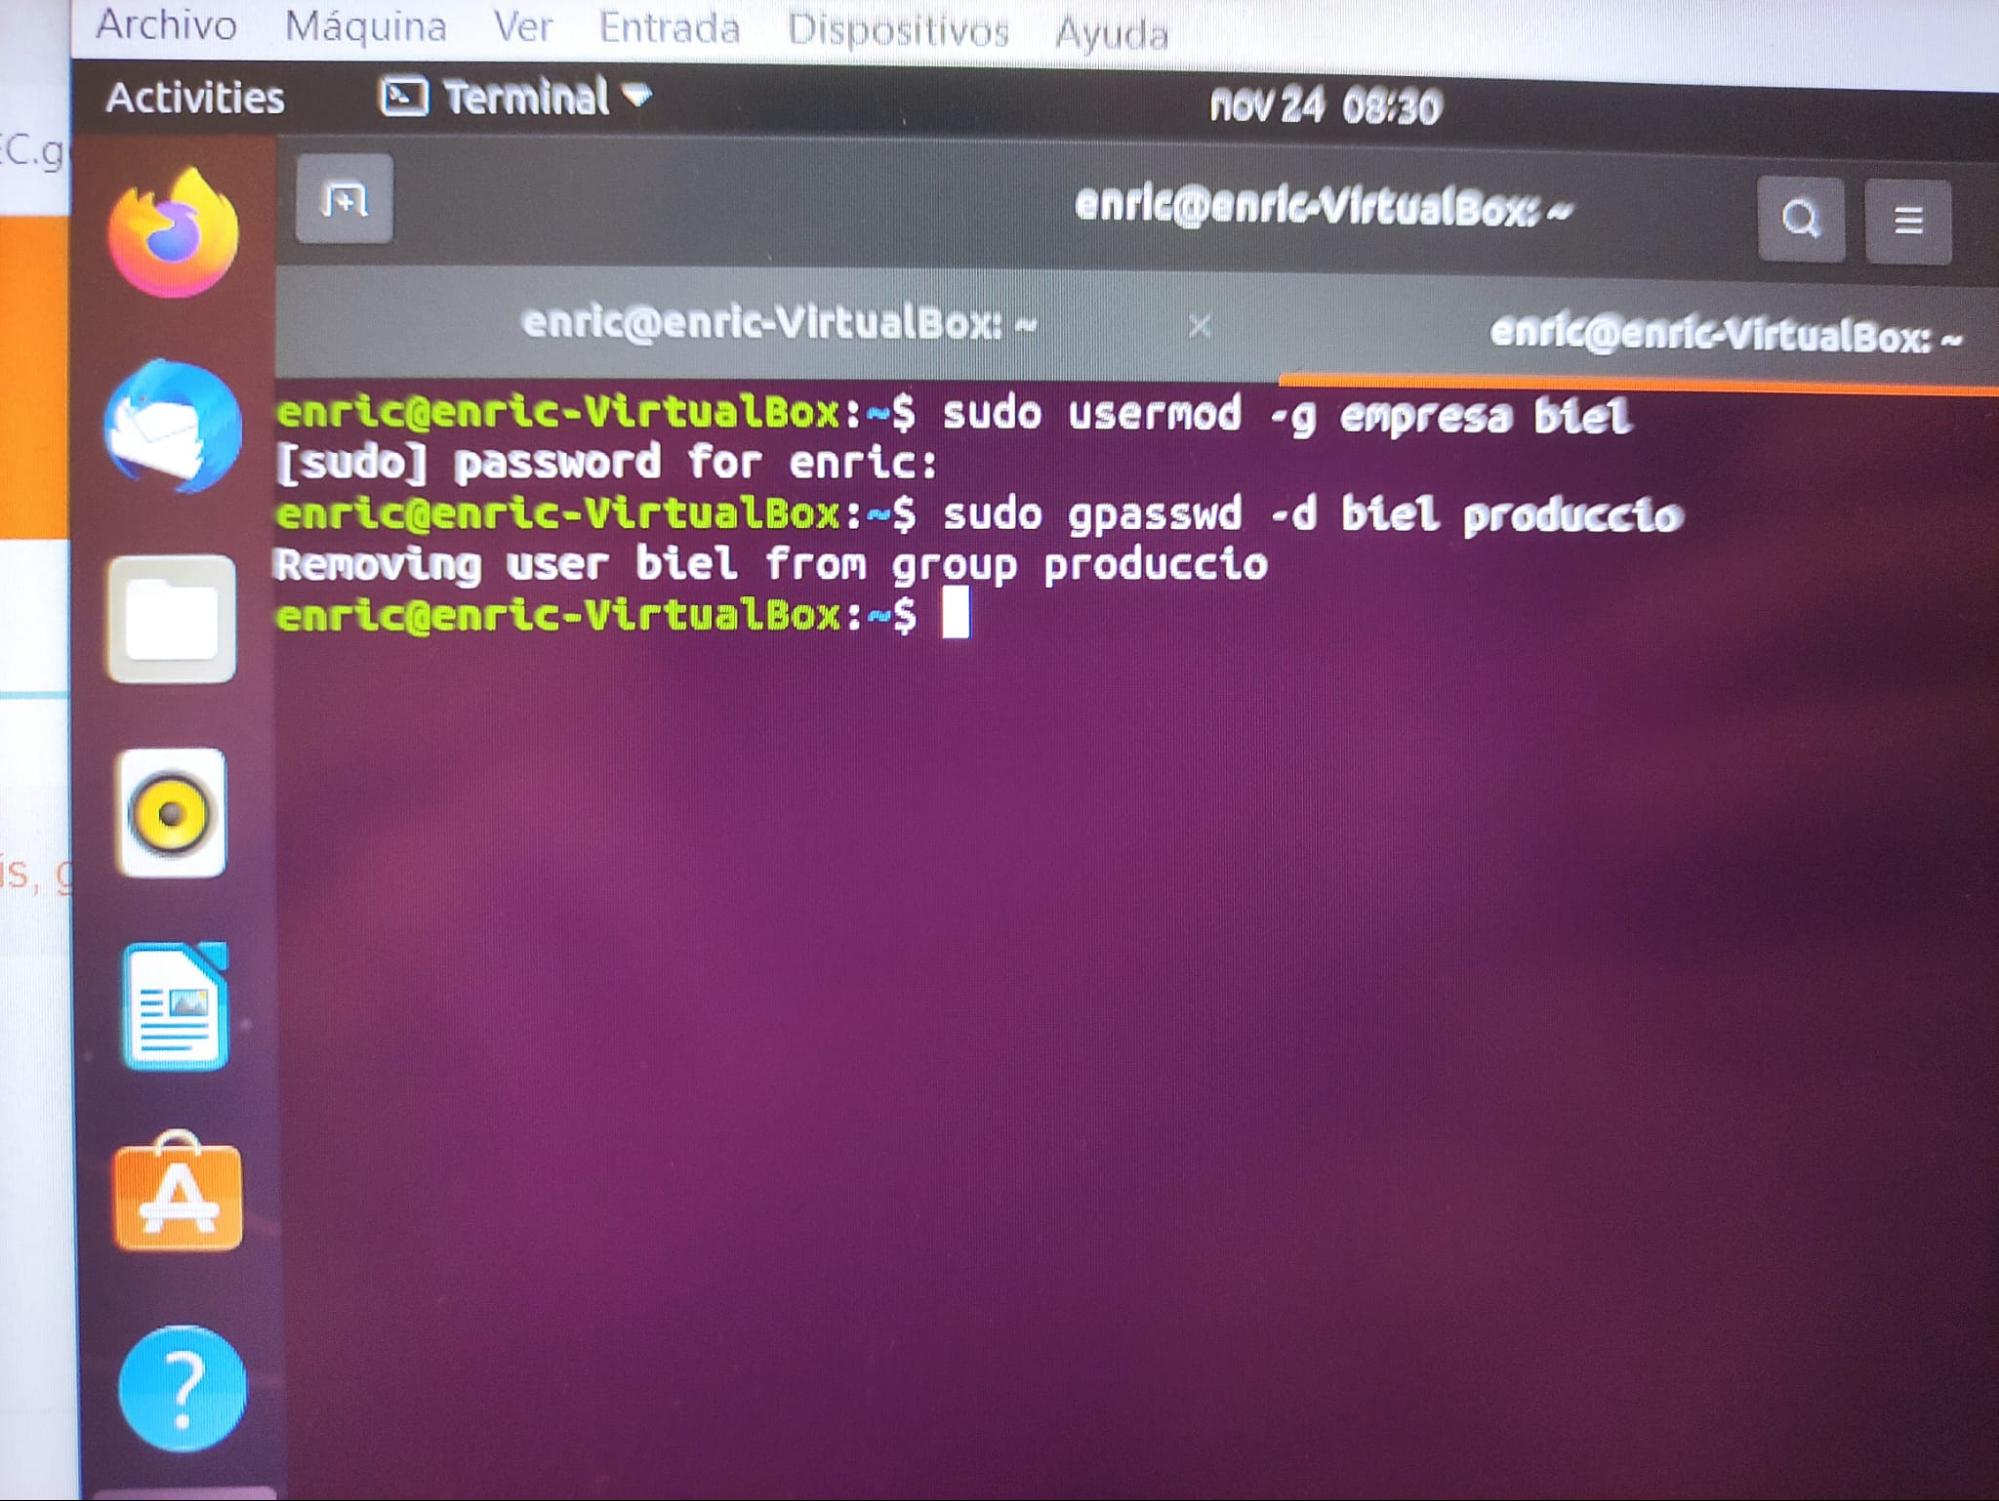 Archivo Máquina Ver Entrada Dispositivos Ayuda
Activities Terminal nov 24 08:30
EC.g
enric@enric-VirtualBox: ~
enric@enric-VirtualBox: ~ × enric@enric-VirtualBox: ~
enric@enric-VirtualBox:~$ sudo usermod -g empresa biel
[sudo] password for enric:
enric@enric-VirtualBox:~$ sudo gpasswd -d biel produccio
Removing user biel from group produccio
enric@enric-VirtualBox:~$
is, g